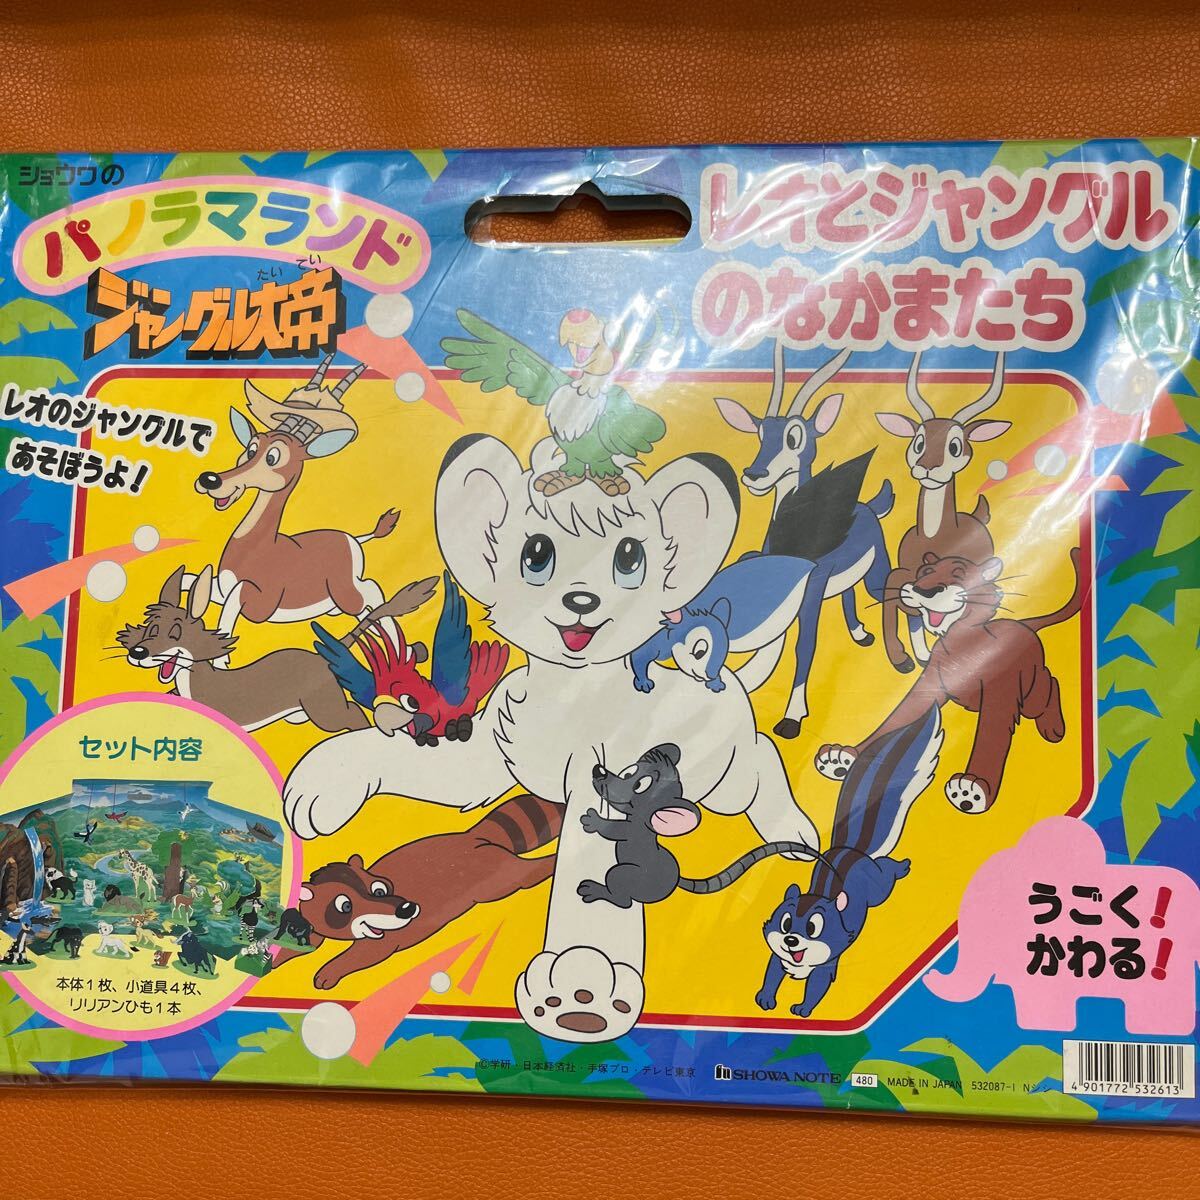 ショウワの
パノラマランド
たいてい
ジャングル大帝
レオとジャングル
のなかまたち
レオのジャングルで
あそぼうよ！
セット内容
本体1枚、小道具4枚、
リリアンひも1本
うごく！
かわる！
©学研・日本経済社・手塚プロ・テレビ東京
SHOWA NOTE 480 MADE IN JAPAN 532087-1 Nシシ
4 901772 532613